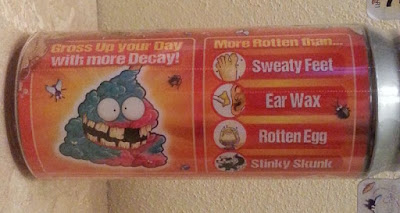 Gross Up your Day
with more Decay!
More Rotten than...
Sweaty Feet
Ear Wax
Rotten Egg
Stinky Skunk